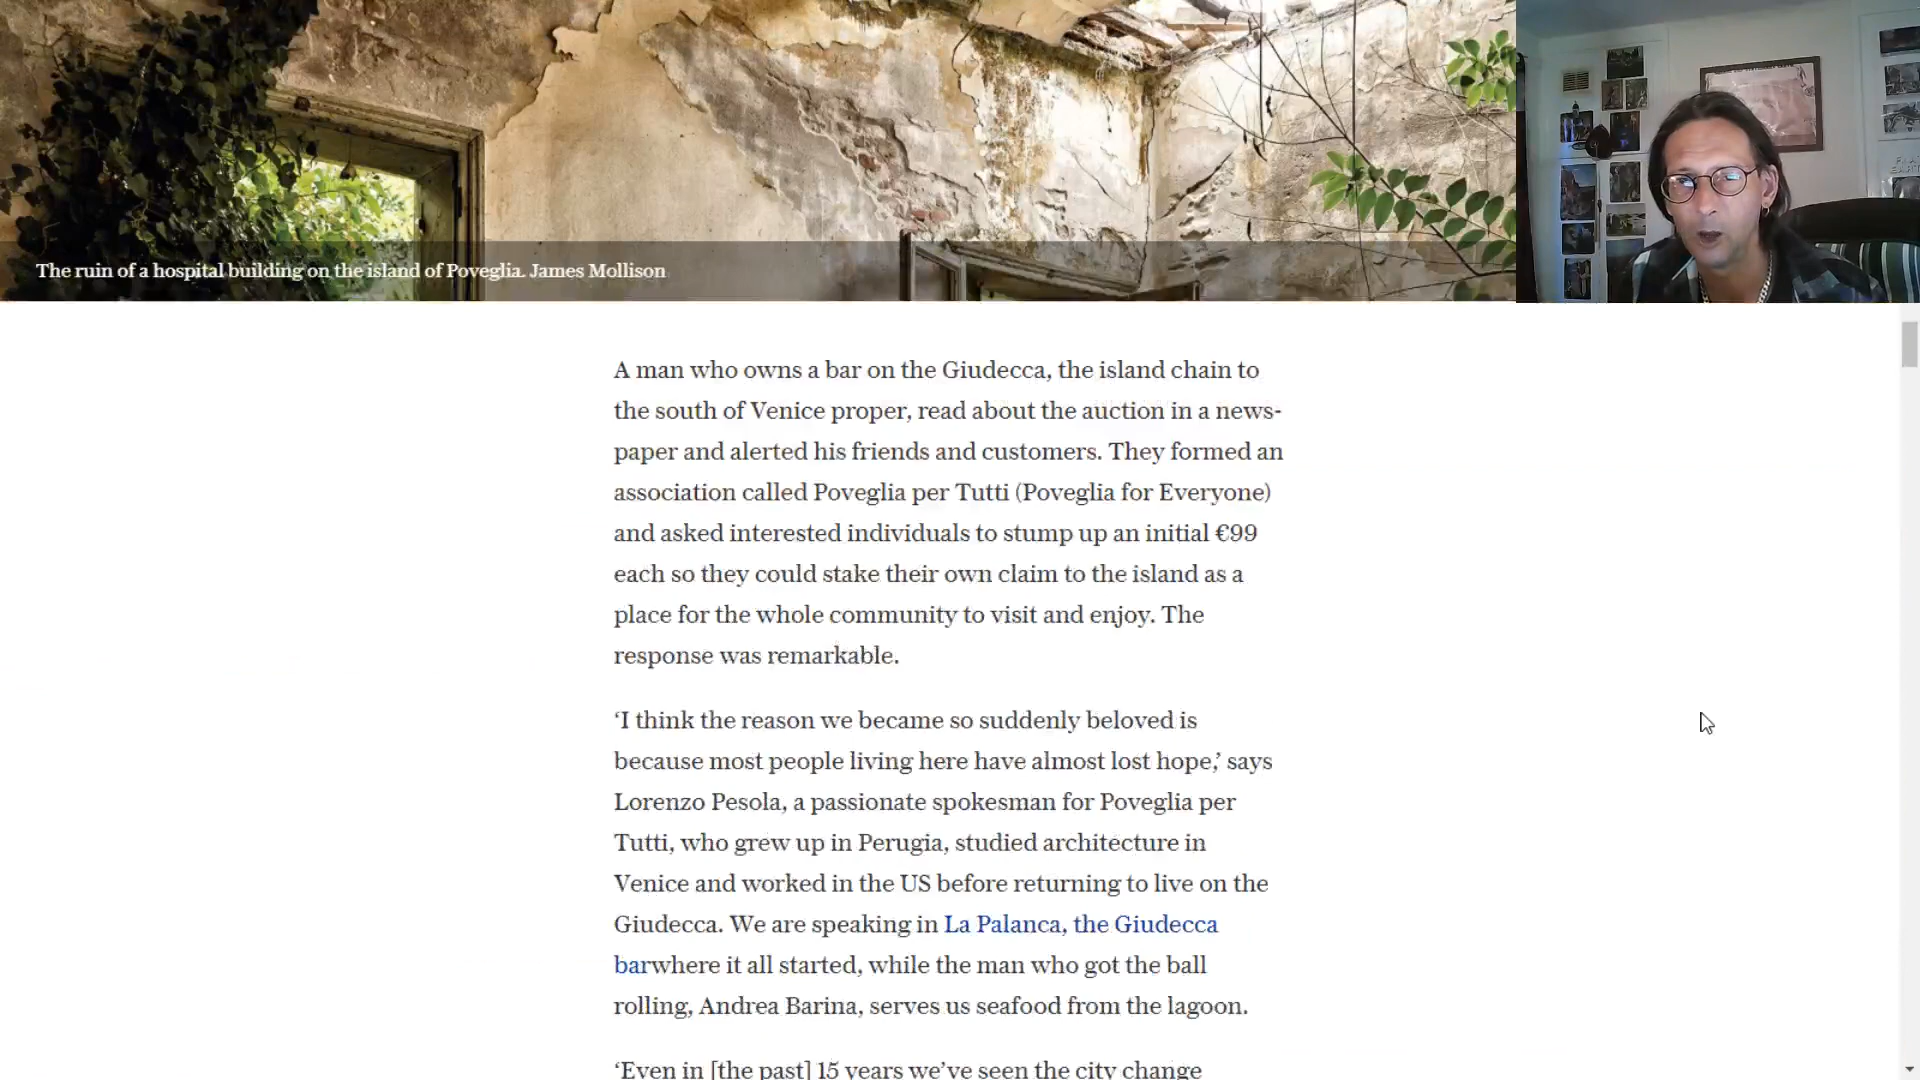 The ruin of a hospital building on the island of Poveglia. James Mollison
A man who owns a bar on the Giudecca, the island chain to
the south of Venice proper, read about the auction in a news-
paper and alerted his friends and customers. They formed an
association called Poveglia per Tutti (Poveglia for Everyone)
and asked interested individuals to stump up an initial €99
each so they could stake their own claim to the island as a
place for the whole community to visit and enjoy. The
response was remarkable.
‘I think the reason we became so suddenly beloved is
because most people living here have almost lost hope,’ says
Lorenzo Pesola, a passionate spokesman for Poveglia per
Tutti, who grew up in Perugia, studied architecture in
Venice and worked in the US before returning to live on the
Giudecca. We are speaking in La Palanca, the Giudecca
barwhere it all started, while the man who got the ball
rolling, Andrea Barina, serves us seafood from the lagoon.
‘Even in [the past] 15 years we’ve seen the city change